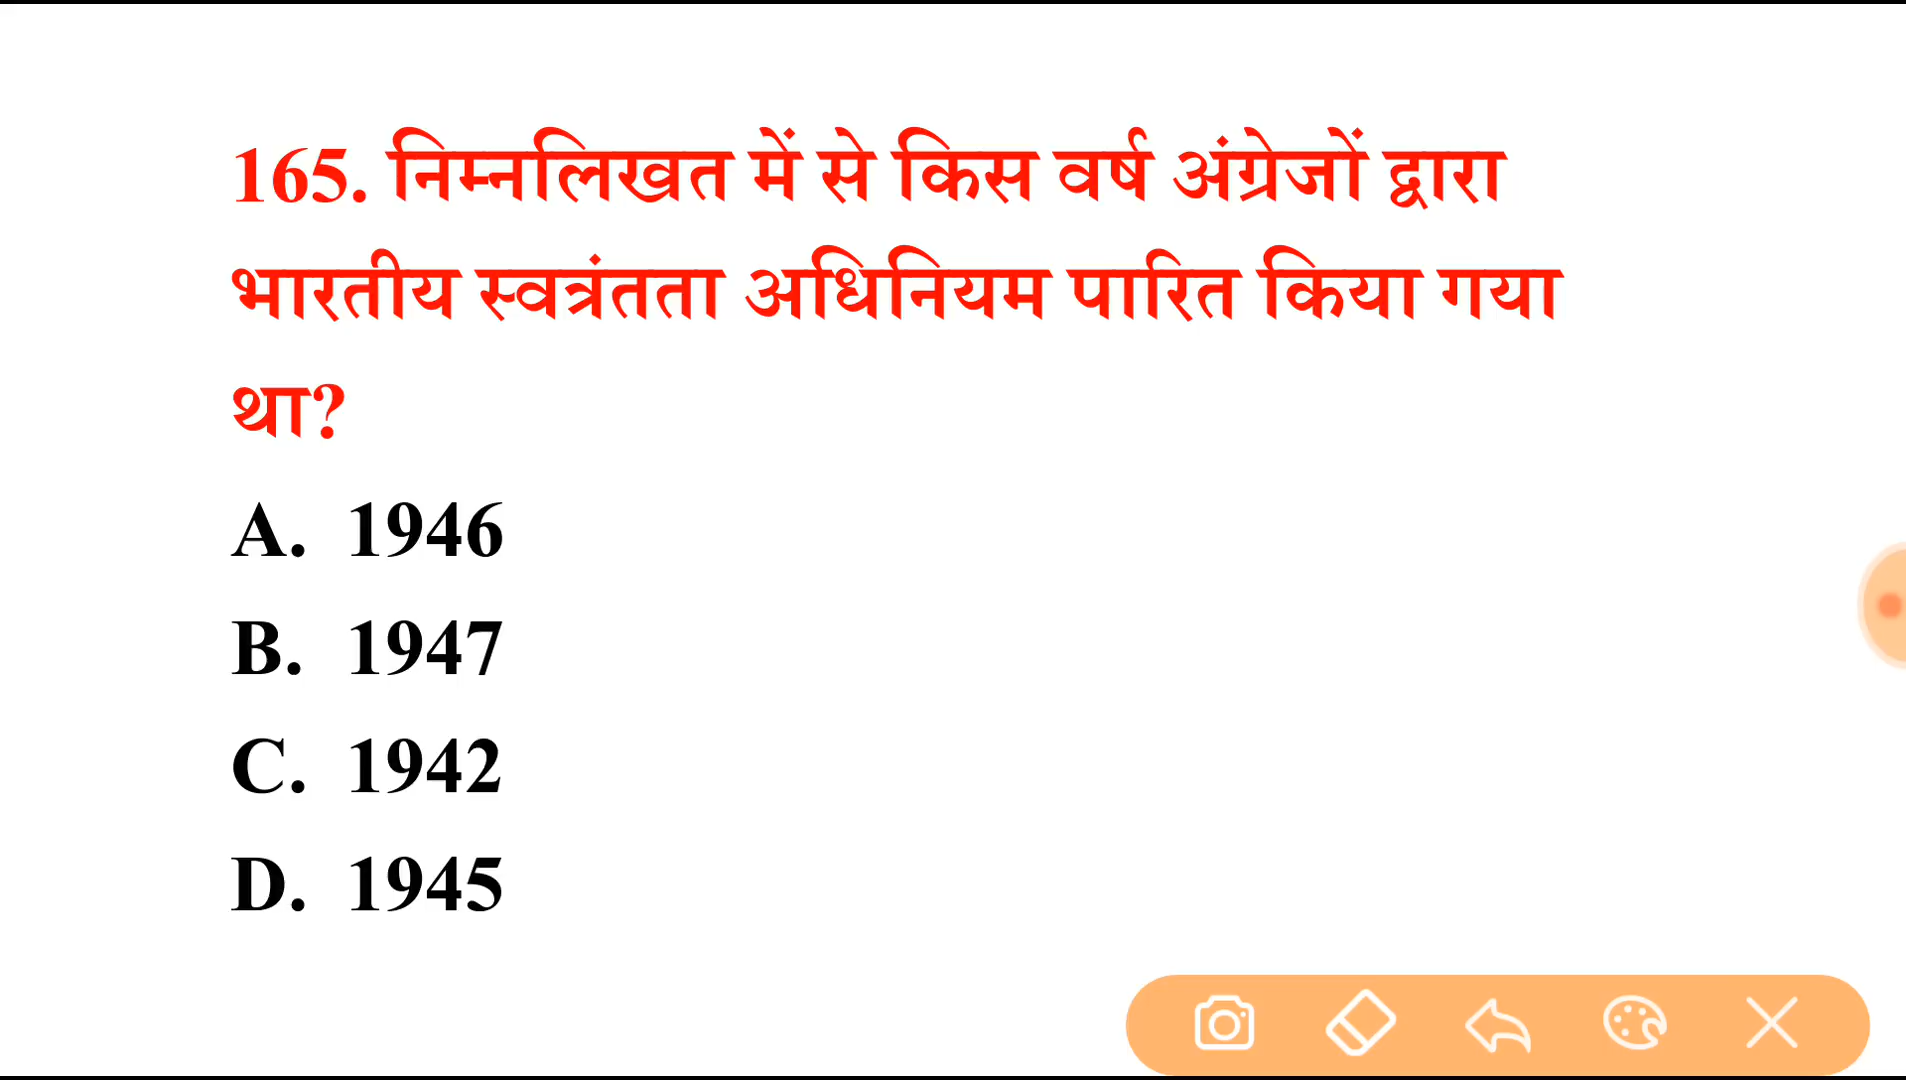 165. निम्नलिखत में से किस वर्ष अंग्रेजों द्वारा
भारतीय स्वत्रंतता अधिनियम पारित किया गया
था?
A. 1946
B. 1947
C. 1942
D. 1945